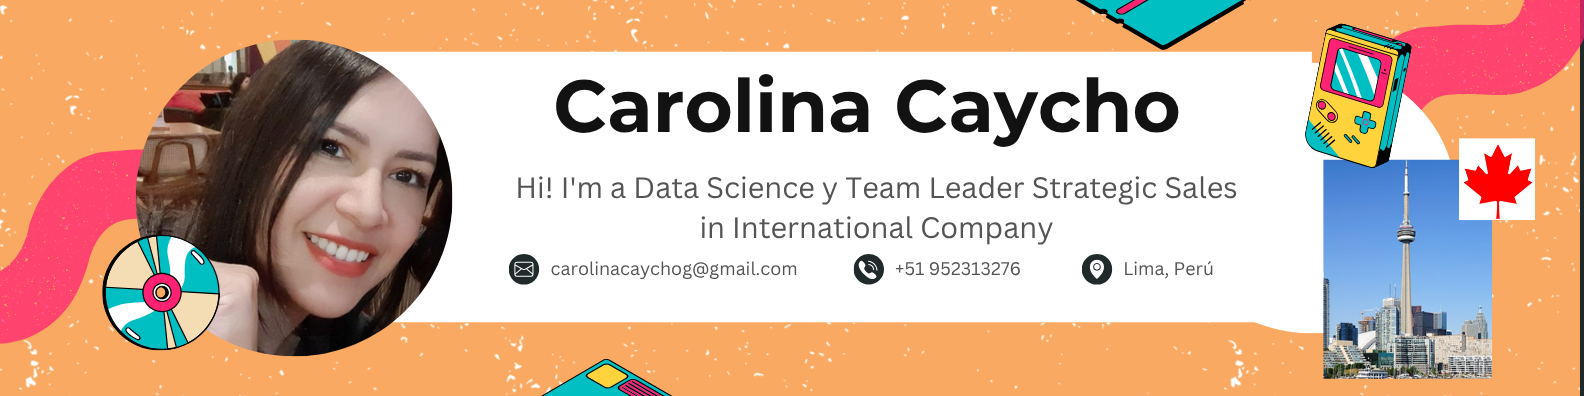 Carolina Caycho
Hi! I'm a Data Science y Team Leader Strategic Sales
in International Company
carolinacaychog@gmail.com +51 952313276 Lima, Perú